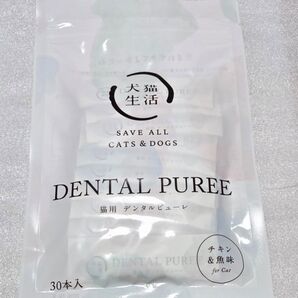 犬猫
生活
SAVE ALL
CATS & DOGS
DENTAL PUREE
猫用 デンタルピューレ
チキン
&魚味
for Cat
DENTAL PUREE
30本入